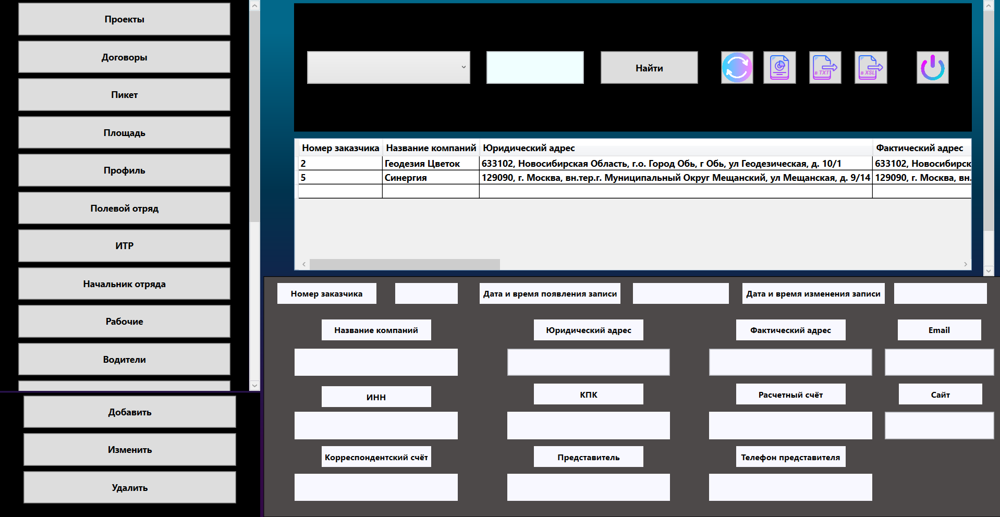 Проекты
Договоры
Пикет
Площадь
Профиль
Полевой отряд
ИТР
Начальник отряда
Рабочие
Водители
Добавить
Изменить
Удалить
Найти
в TXT
в XSL
Номер заказчика Название компаний Юридический адрес Фактический адрес
2 Геодезия Цветок 633102, Новосибирская Область, г.о. Город Обь, г Обь, ул Геодезическая, д. 10/1 633102, Новосибирск
5 Синергия 129090, г. Москва, вн.тер.г. Муниципальный Округ Мещанский, ул Мещанская, д. 9/14 129090, г. Москва, вн.
Номер заказчика Дата и время появления записи Дата и время изменения записи
Название компаний Юридический адрес Фактический адрес Email
ИНН КПК Расчетный счёт Сайт
Корреспондентский счёт Представитель Телефон представителя